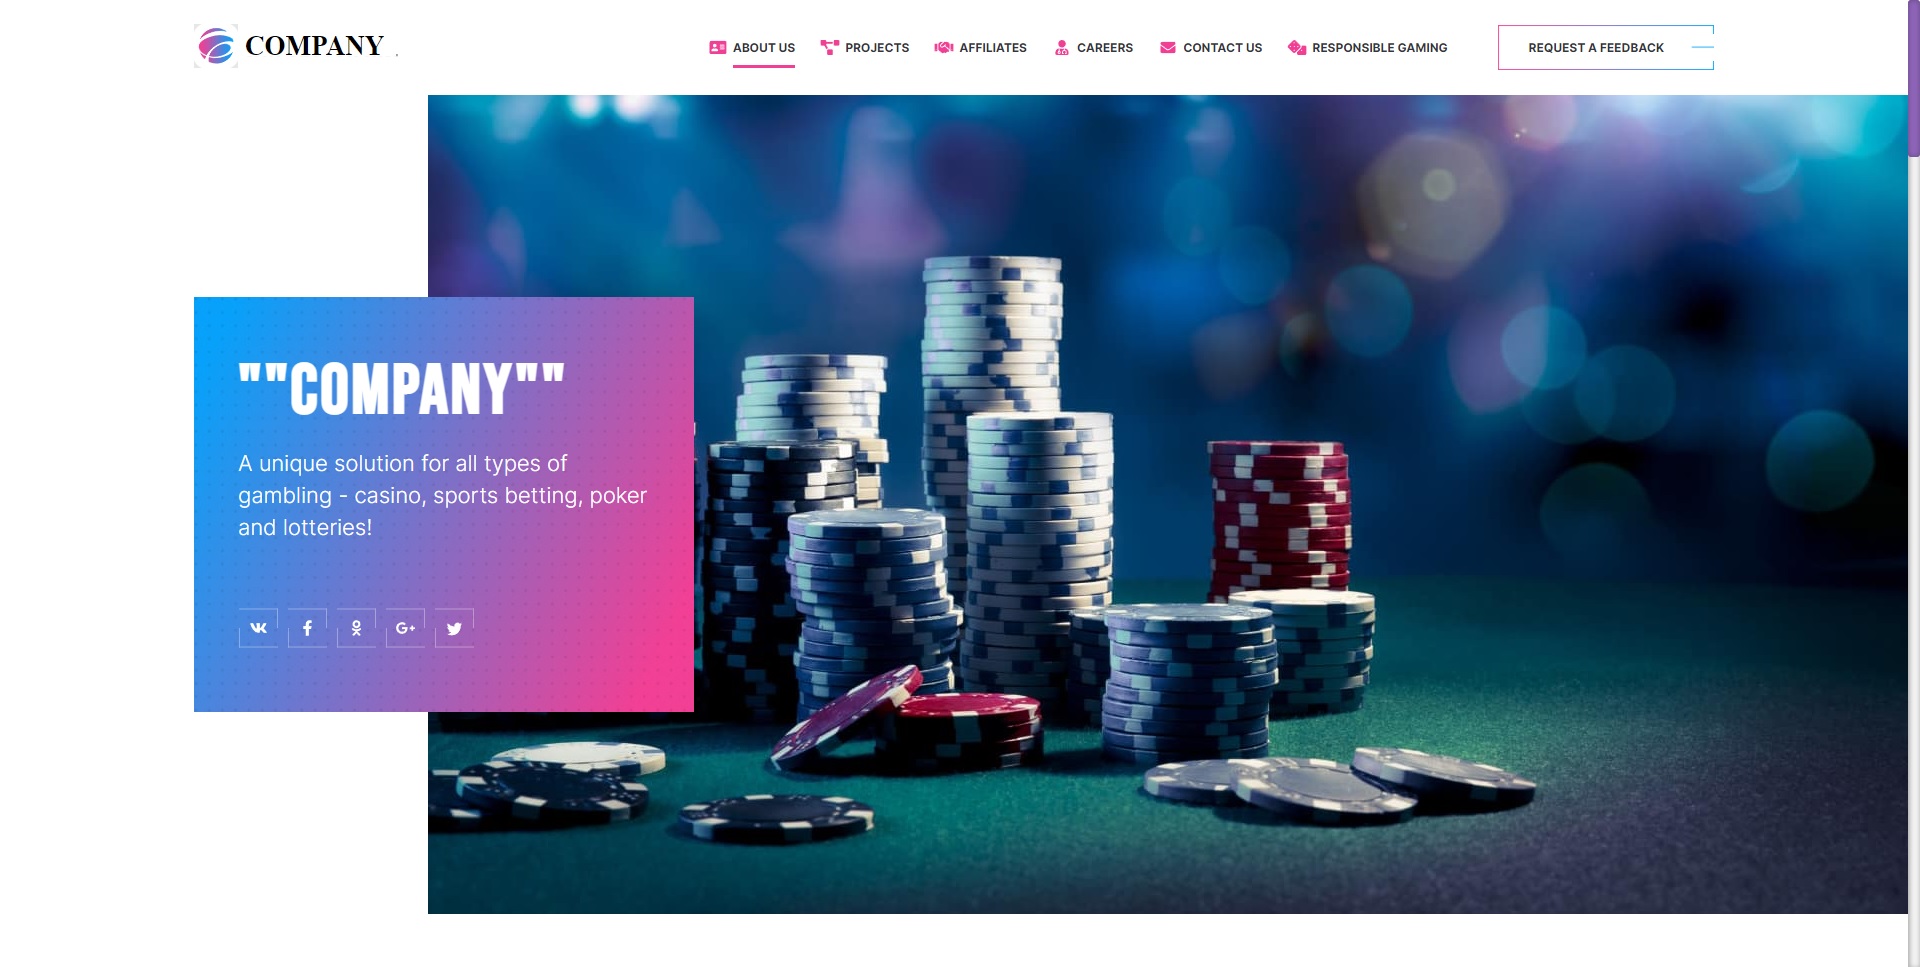 COMPANY
ABOUT US
PROJECTS
AFFILIATES
CAREERS
CONTACT US
RESPONSIBLE GAMING
REQUEST A FEEDBACK
""COMPANY""
A unique solution for all types of
gambling - casino, sports betting, poker
and lotteries!
G+